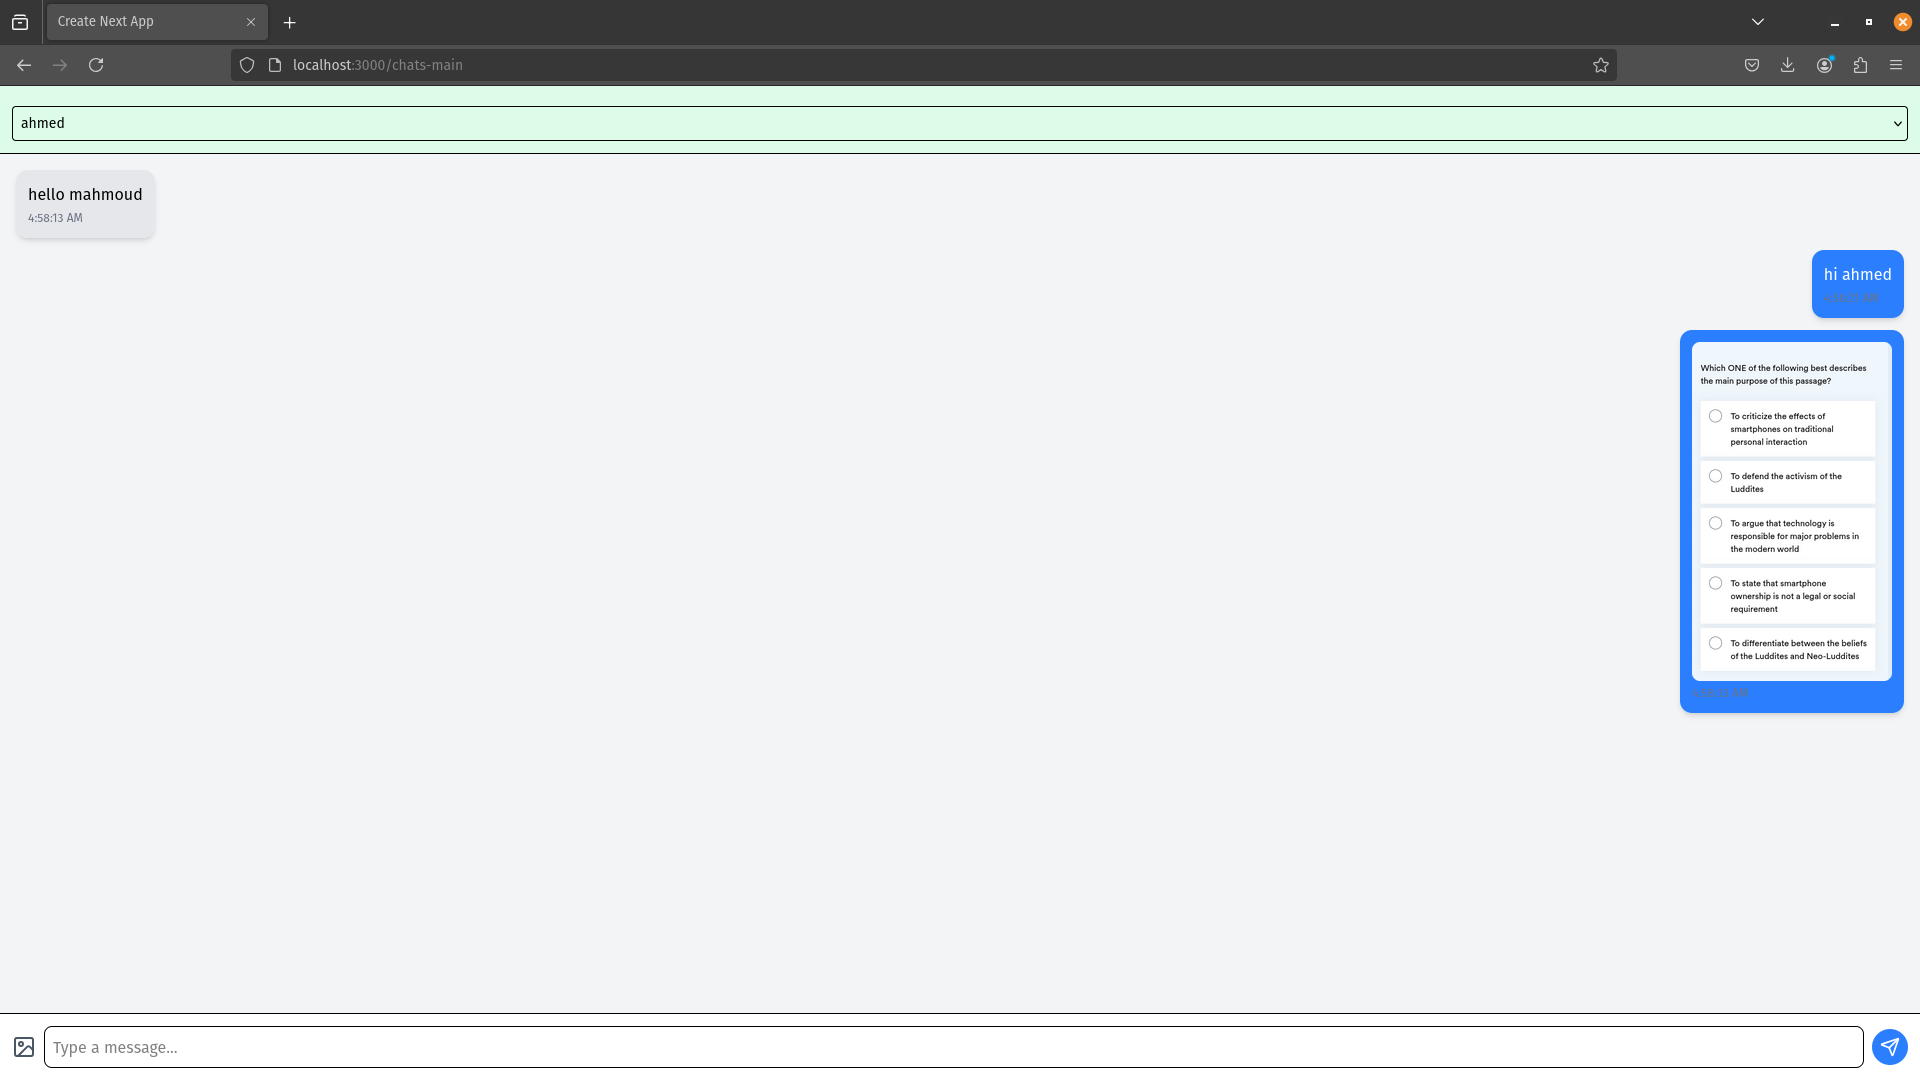 Create Next App
localhost:3000/chats-main
ahmed
hello mahmoud
4:58:13 AM
hi ahmed
AM
Which ONE of the following best describes
the main purpose of this passage?
To criticize the effects of
smartphones on traditional
personal interaction
To defend the activism of the
Luddites
To argue that technology is
responsible for major problems in
the modern world
To state that smartphone
ownership is not a legal or social
requirement
To differentiate between the beliefs
of the Luddites and Neo-Luddites
AM
Type a message...